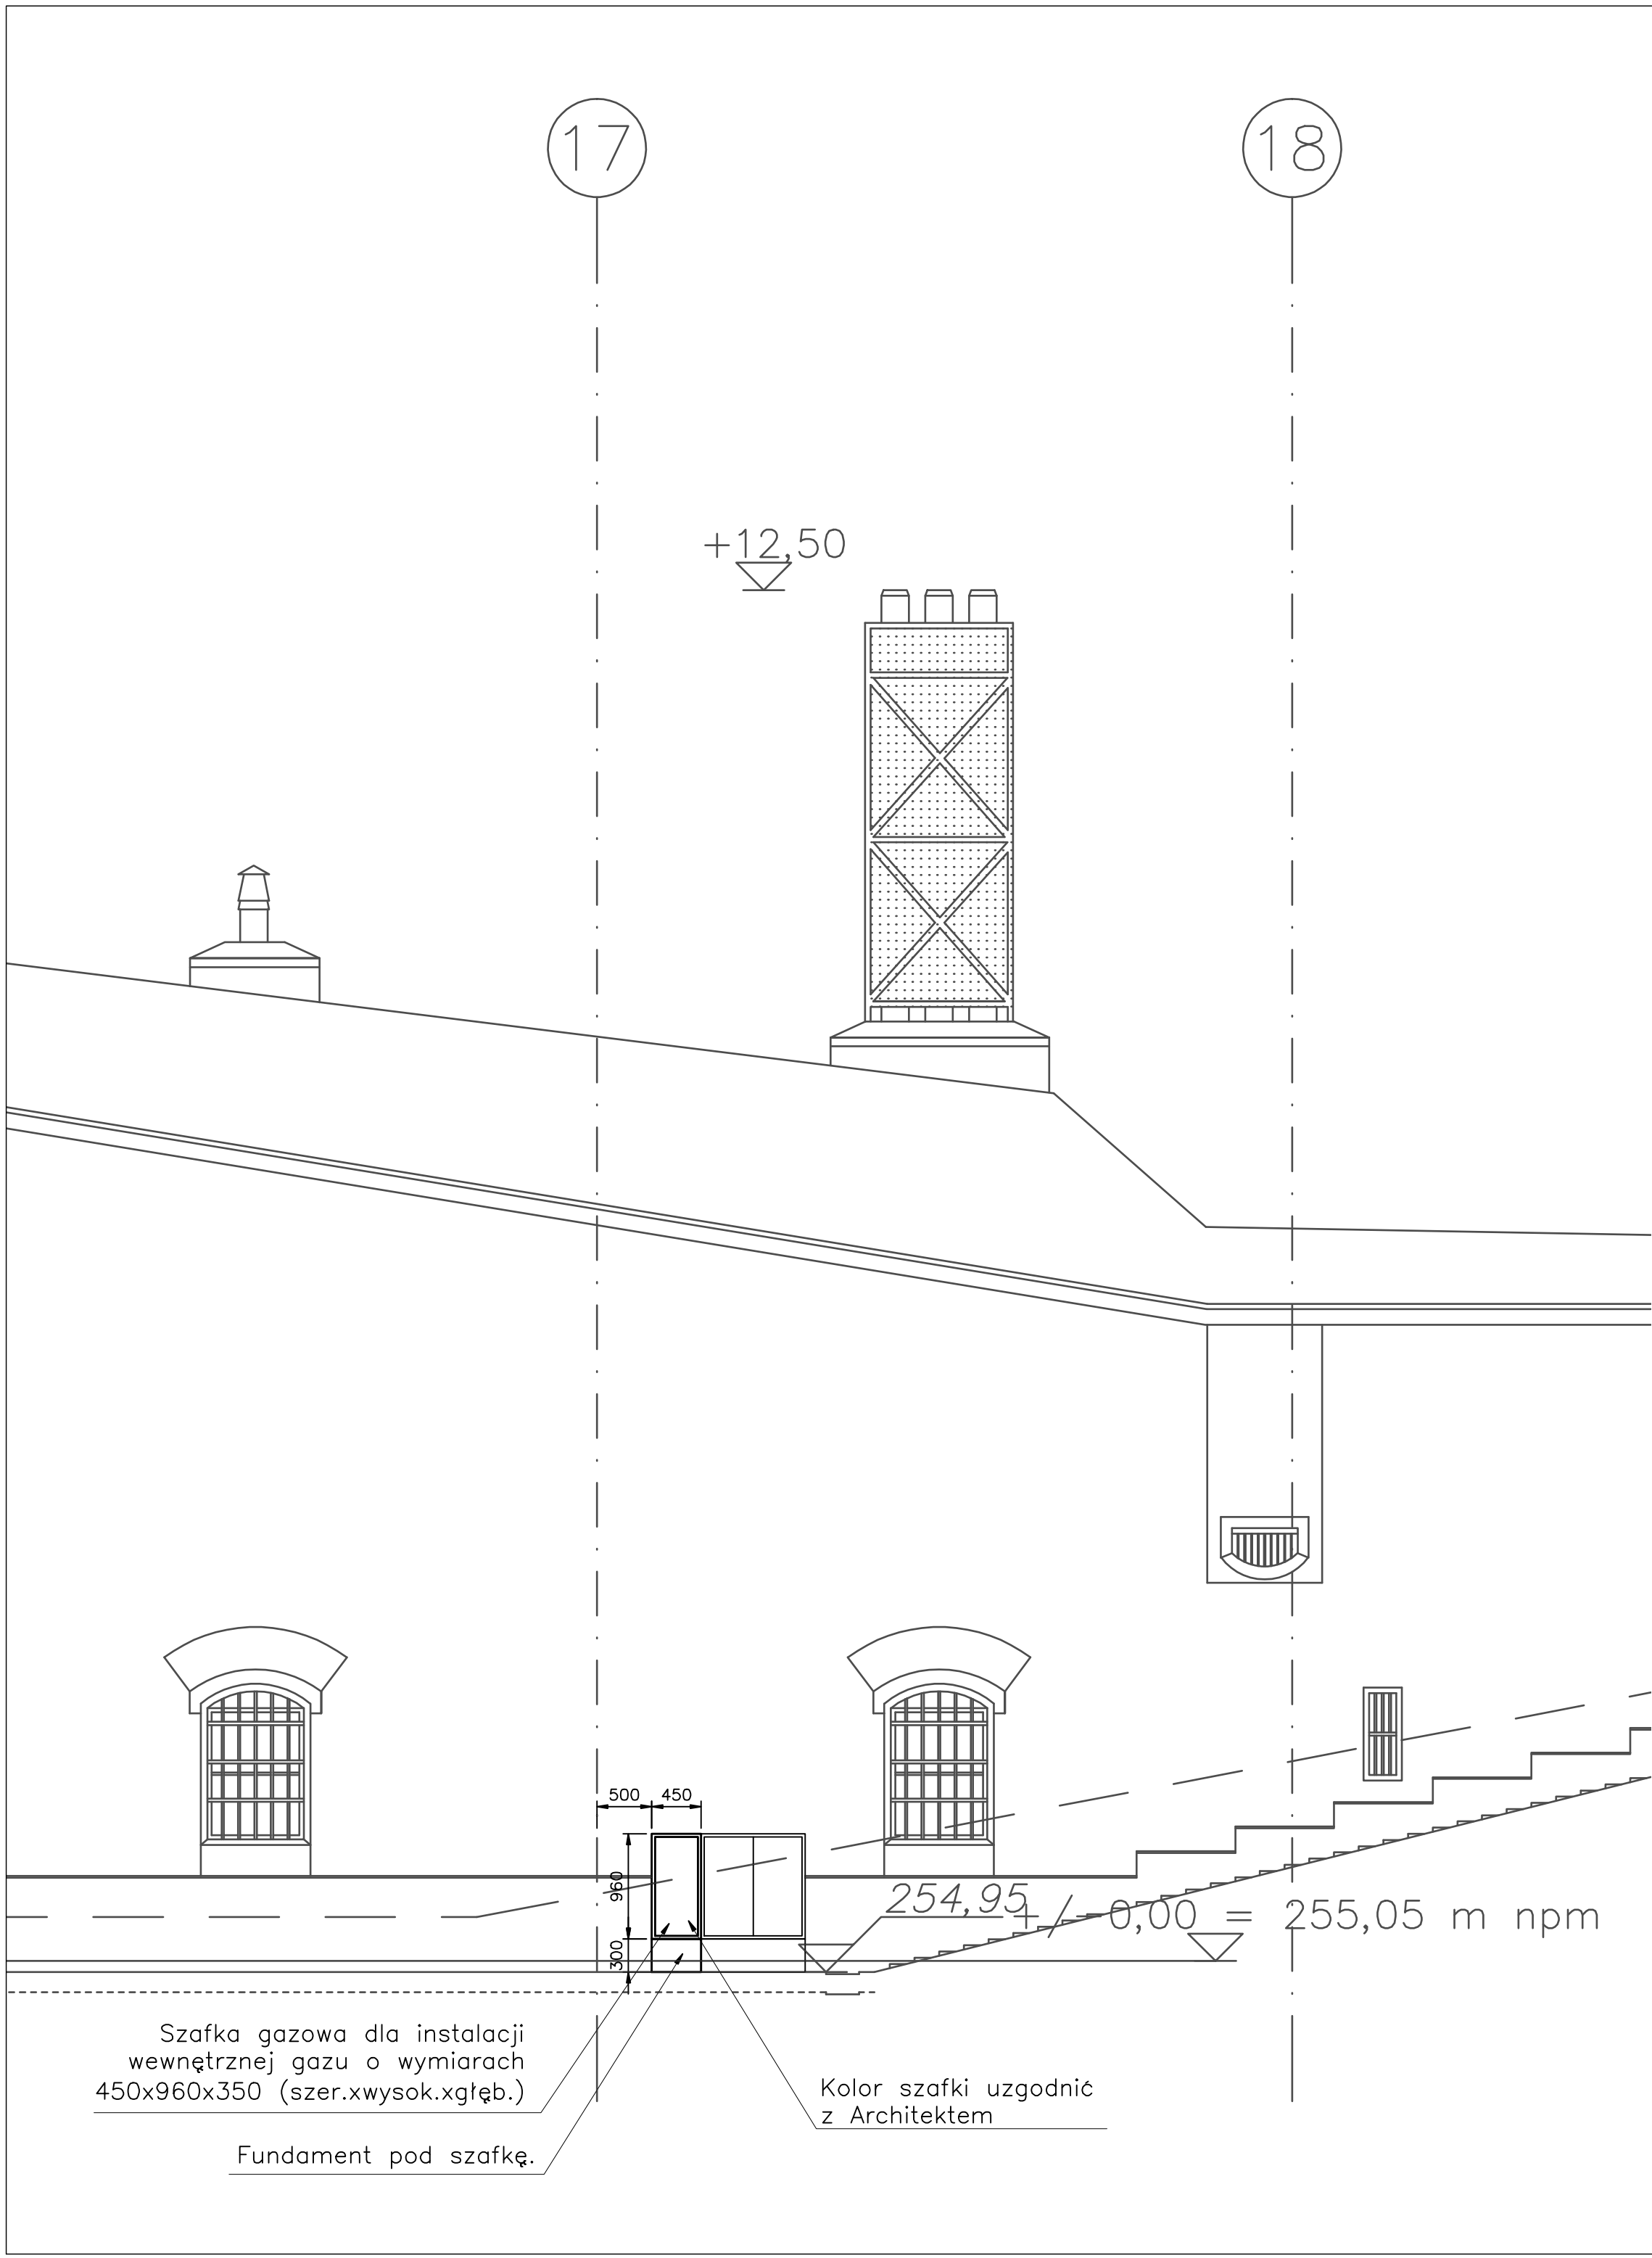 17
18
+12,50
500
450
960
300
254,95
+/- 0,00 = 255,05 m npm
Szafka gazowa dla instalacji
wewnętrznej gazu o wymiarach
450x960x350 (szer.xwysok.xgłęb.)
Fundament pod szafkę.
Kolor szafki uzgodnić
z Architektem